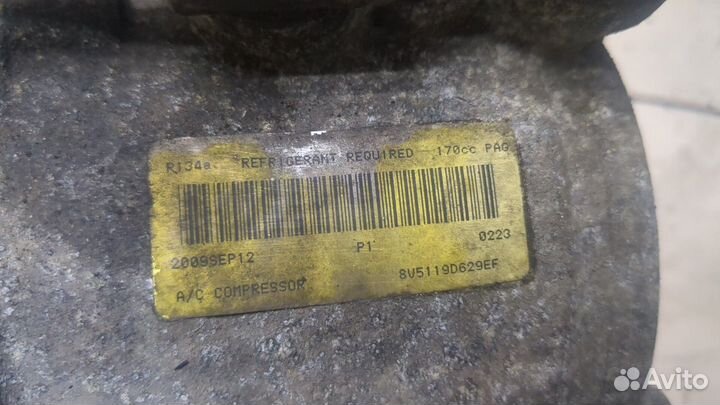 R134a REFRIGERANT REQUIRED 170cc PAG
2009SEP12 P1 0223
A/C COMPRESSOR 8V5119D629EF
Avito